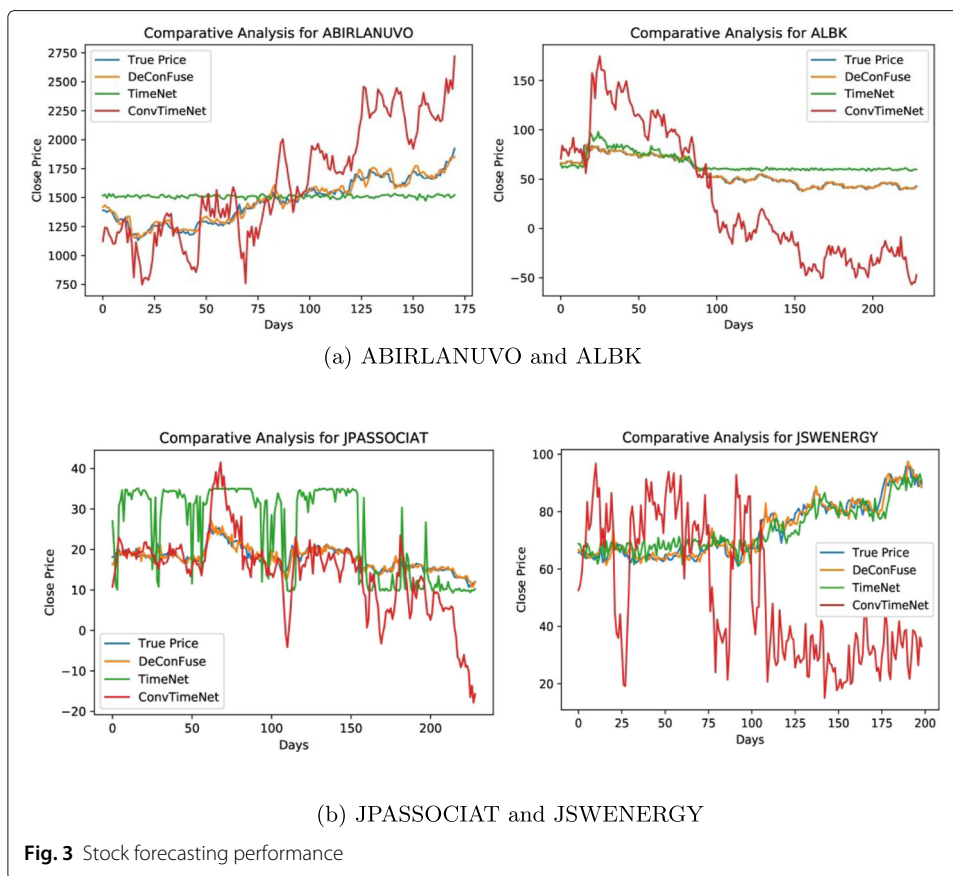 Comparative Analysis for ABIRLANUVO
2750
2500
2250
2000
1750
1500
1250
1000
750
Close Price
True Price
DeConFuse
TimeNet
ConvTimeNet
0 25 50 75 100 125 150 175
Days
Comparative Analysis for ALBK
150
100
50
0
−50
Close Price
True Price
DeConFuse
TimeNet
ConvTimeNet
0 50 100 150 200
Days
(a) ABIRLANUVO and ALBK
Comparative Analysis for JPASSOCIAT
40
30
20
10
0
−10
−20
Close Price
True Price
DeConFuse
TimeNet
ConvTimeNet
0 50 100 150 200
Days
Comparative Analysis for JSWENERGY
100
80
60
40
20
Close Price
True Price
DeConFuse
TimeNet
ConvTimeNet
0 25 50 75 100 125 150 175 200
Days
(b) JPASSOCIAT and JSWENERGY
Fig. 3 Stock forecasting performance